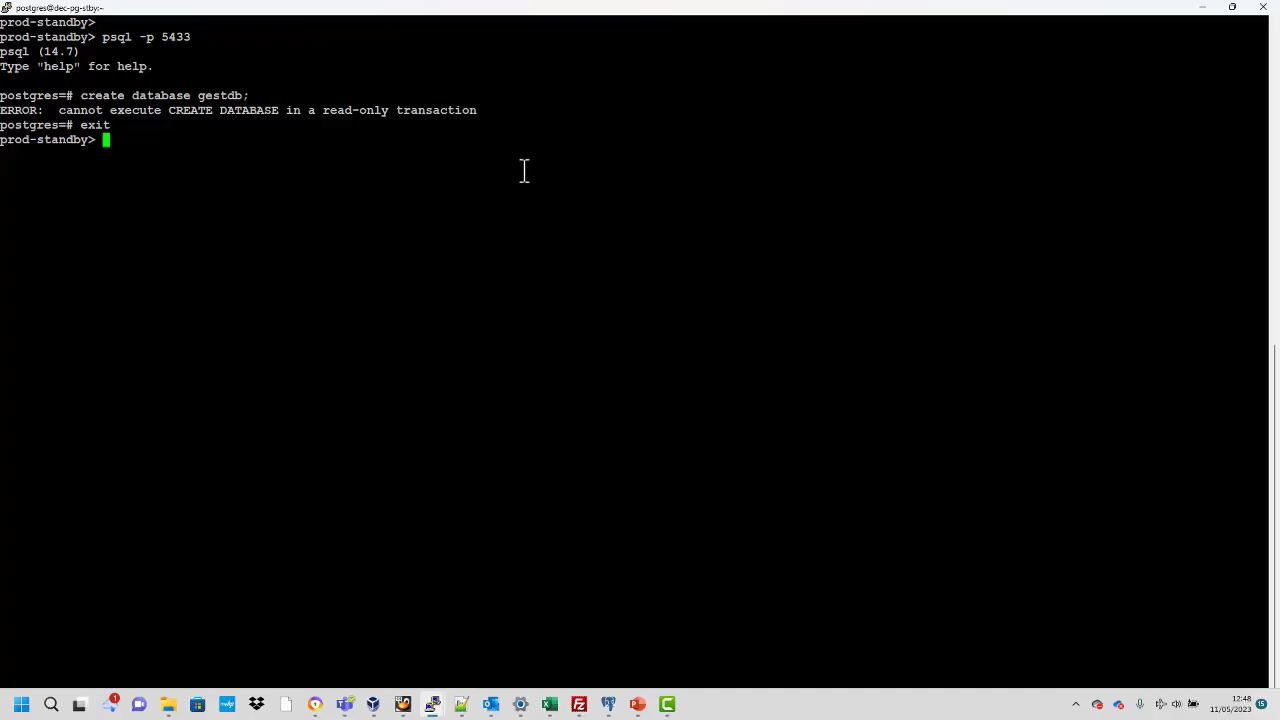 postgres@dec-pg-stby:~
prod-standby>
prod-standby> psql -p 5433
psql (14.7)
Type "help" for help.
postgres=# create database gestdb;
ERROR:  cannot execute CREATE DATABASE in a read-only transaction
postgres=# exit
prod-standby>
1
12:48
11/05/2023
15